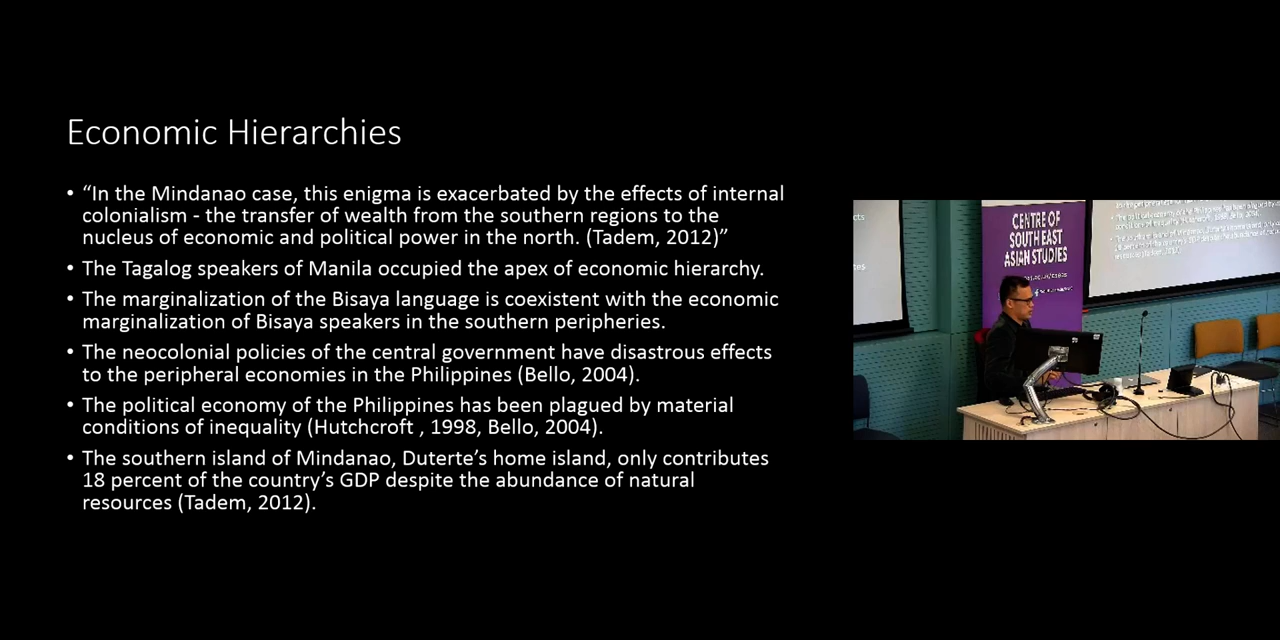 Economic Hierarchies
• “In the Mindanao case, this enigma is exacerbated by the effects of internal
colonialism - the transfer of wealth from the southern regions to the
nucleus of economic and political power in the north. (Tadem, 2012)”
• The Tagalog speakers of Manila occupied the apex of economic hierarchy.
• The marginalization of the Bisaya language is coexistent with the economic
marginalization of Bisaya speakers in the southern peripheries.
• The neocolonial policies of the central government have disastrous effects
to the peripheral economies in the Philippines (Bello, 2004).
• The political economy of the Philippines has been plagued by material
conditions of inequality (Hutchcroft , 1998, Bello, 2004).
• The southern island of Mindanao, Duterte’s home island, only contributes
18 percent of the country’s GDP despite the abundance of natural
resources (Tadem, 2012).
CENTRE OF
SOUTH EAST
ASIAN STUDIES